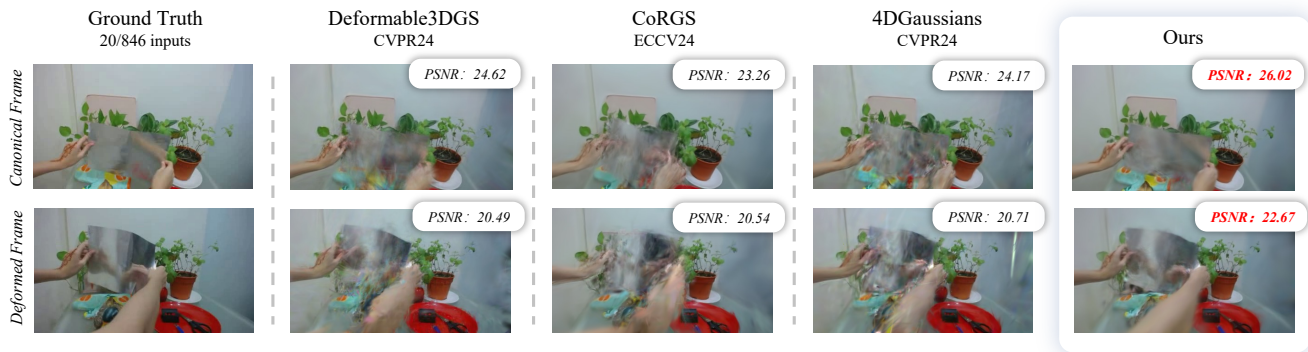 Ground Truth
20/846 inputs
Deformable3DGS
CVPR24
CoRGS
ECCV24
4DGaussians
CVPR24
Ours
Canonical Frame
PSNR: 24.62
PSNR: 23.26
PSNR: 24.17
PSNR: 26.02
Deformed Frame
PSNR: 20.49
PSNR: 20.54
PSNR: 20.71
PSNR: 22.67